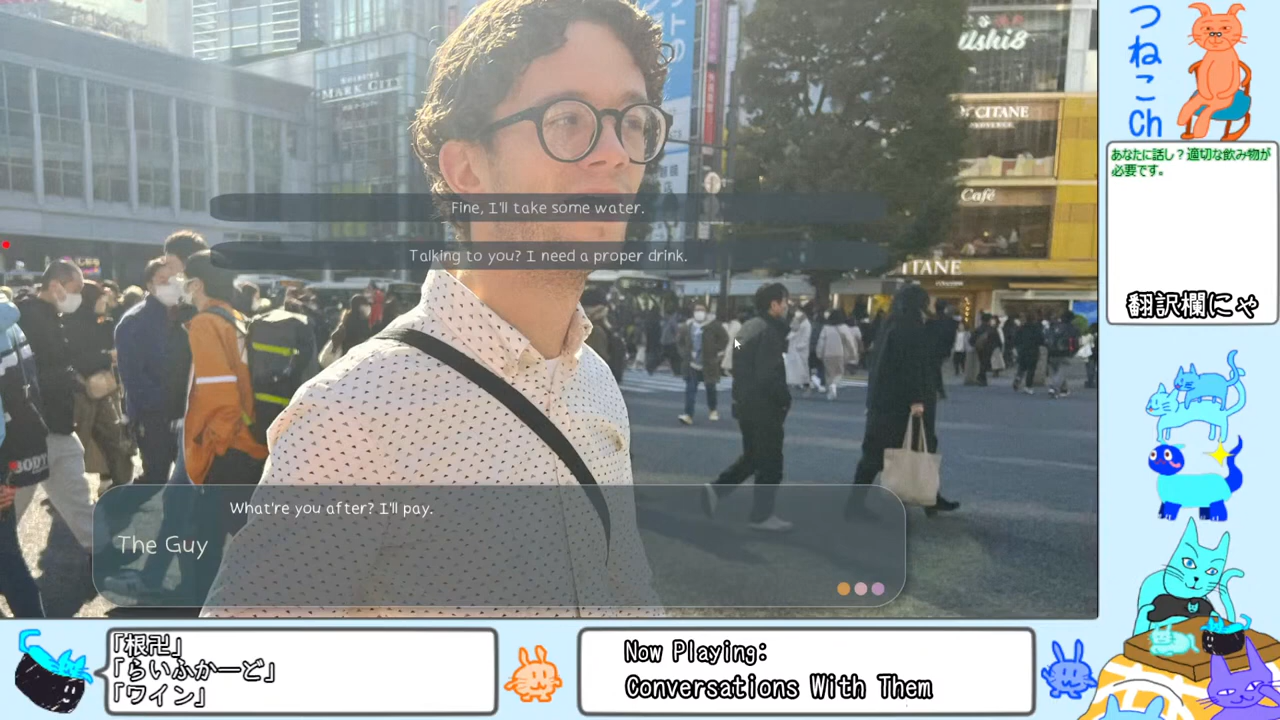 つねこCh
MARK CITY
L'OCCITANE
Café
Fine, I'll take some water.
Talking to you? I need a proper drink.
What're you after? I'll pay.
The Guy
あなたに話し？適切な飲み物が
必要です。
翻訳欄にゃ
「根卍」
「らいふかーど」
「ワイン」
Now Playing:
Conversations With Them